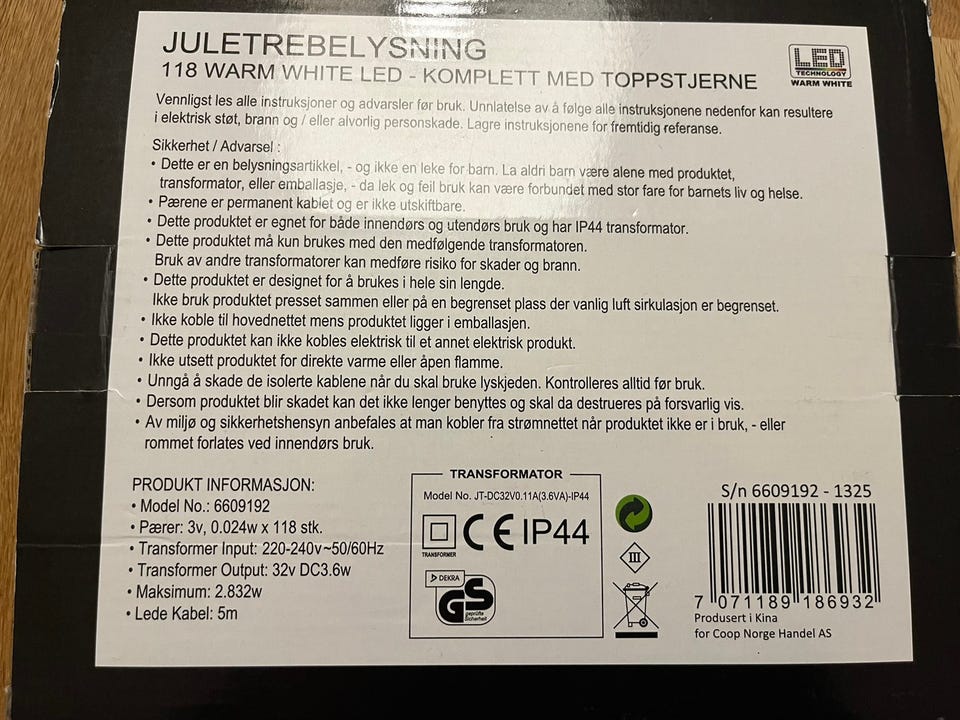 JULETREBELYSNING
118 WARM WHITE LED - KOMPLETT MED TOPPSTJERNE
LED
TECHNOLOGY
WARM WHITE
Vennligst les alle instruksjoner og advarsler før bruk. Unnlatelse av å følge alle instruksjonene nedenfor kan resultere
i elektrisk støt, brann og / eller alvorlig personskade. Lagre instruksjonene for fremtidig referanse.
Sikkerhet / Advarsel :
• Dette er en belysningsartikkel, - og ikke en leke for barn. La aldri barn være alene med produktet,
transformator, eller emballasje, - da lek og feil bruk kan være forbundet med stor fare for barnets liv og helse.
• Pærene er permanent kablet og er ikke utskiftbare.
• Dette produktet er egnet for både innendørs og utendørs bruk og har IP44 transformator.
• Dette produktet må kun brukes med den medfølgende transformatoren.
Bruk av andre transformatorer kan medføre risiko for skader og brann.
• Dette produktet er designet for å brukes i hele sin lengde.
Ikke bruk produktet presset sammen eller på en begrenset plass der vanlig luft sirkulasjon er begrenset.
• Ikke koble til hovednettet mens produktet ligger i emballasjen.
• Dette produktet kan ikke kobles elektrisk til et annet elektrisk produkt.
• Ikke utsett produktet for direkte varme eller åpen flamme.
• Unngå å skade de isolerte kablene når du skal bruke lyskjeden. Kontrolleres alltid før bruk.
• Dersom produktet blir skadet kan det ikke lenger benyttes og skal da destrueres på forsvarlig vis.
• Av miljø og sikkerhetshensyn anbefales at man kobler fra strømnettet når produktet ikke er i bruk, - eller
rommet forlates ved innendørs bruk.
PRODUKT INFORMASJON:
• Model No.: 6609192
• Pærer: 3v, 0.024w x 118 stk.
• Transformer Input: 220-240v~50/60Hz
• Transformer Output: 32v DC3.6w
• Maksimum: 2.832w
• Lede Kabel: 5m
TRANSFORMATOR
Model No. JT-DC32V0.11A(3.6VA)-IP44
TRANSFORMER
CE IP44
DEKRA
GS
geprüfte
Sicherheit
III
S/n 6609192 - 1325
7 071189 186932
Produsert i Kina
for Coop Norge Handel AS